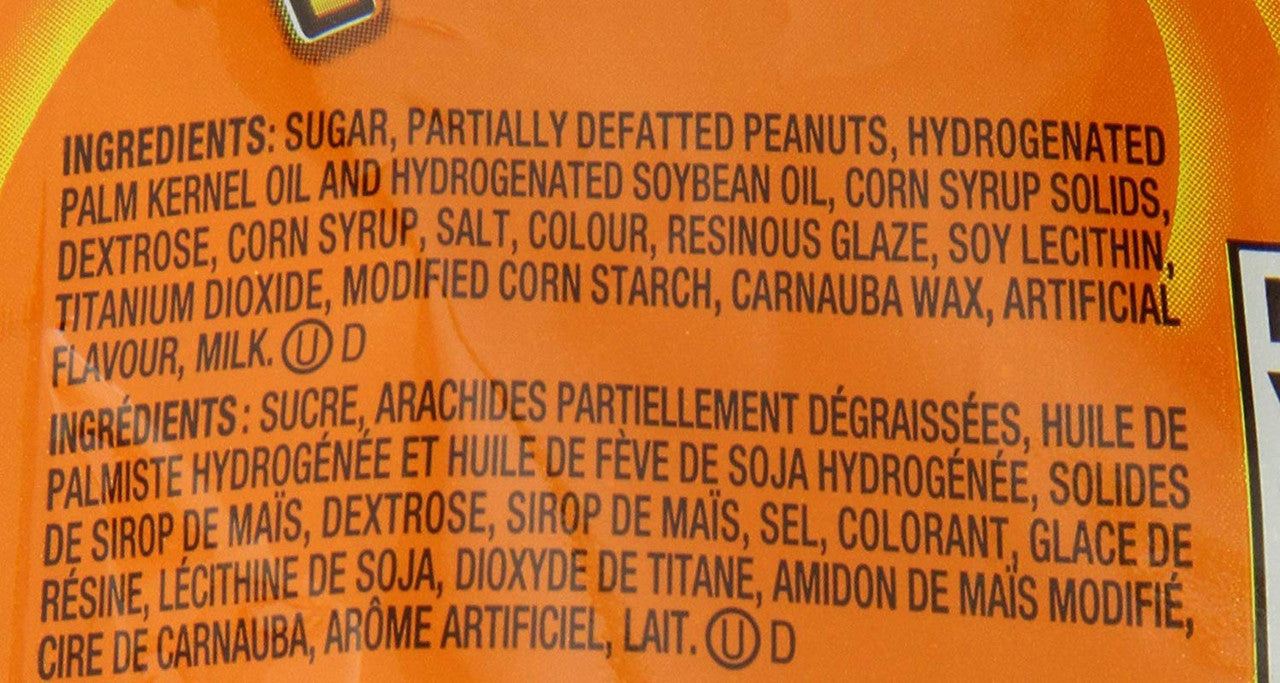 INGREDIENTS: SUGAR, PARTIALLY DEFATTED PEANUTS, HYDROGENATED
PALM KERNEL OIL AND HYDROGENATED SOYBEAN OIL, CORN SYRUP SOLIDS,
DEXTROSE, CORN SYRUP, SALT, COLOUR, RESINOUS GLAZE, SOY LECITHIN,
TITANIUM DIOXIDE, MODIFIED CORN STARCH, CARNAUBA WAX, ARTIFICIAL
FLAVOUR, MILK. Ⓤ D
INGRÉDIENTS : SUCRE, ARACHIDES PARTIELLEMENT DÉGRAISSÉES, HUILE DE
PALMISTE HYDROGÉNÉE ET HUILE DE FÈVE DE SOJA HYDROGÉNÉE, SOLIDES
DE SIROP DE MAÏS, DEXTROSE, SIROP DE MAÏS, SEL, COLORANT, GLACE DE
RÉSINE, LÉCITHINE DE SOJA, DIOXYDE DE TITANE, AMIDON DE MAÏS MODIFIÉ,
CIRE DE CARNAUBA, ARÔME ARTIFICIEL, LAIT. Ⓤ D